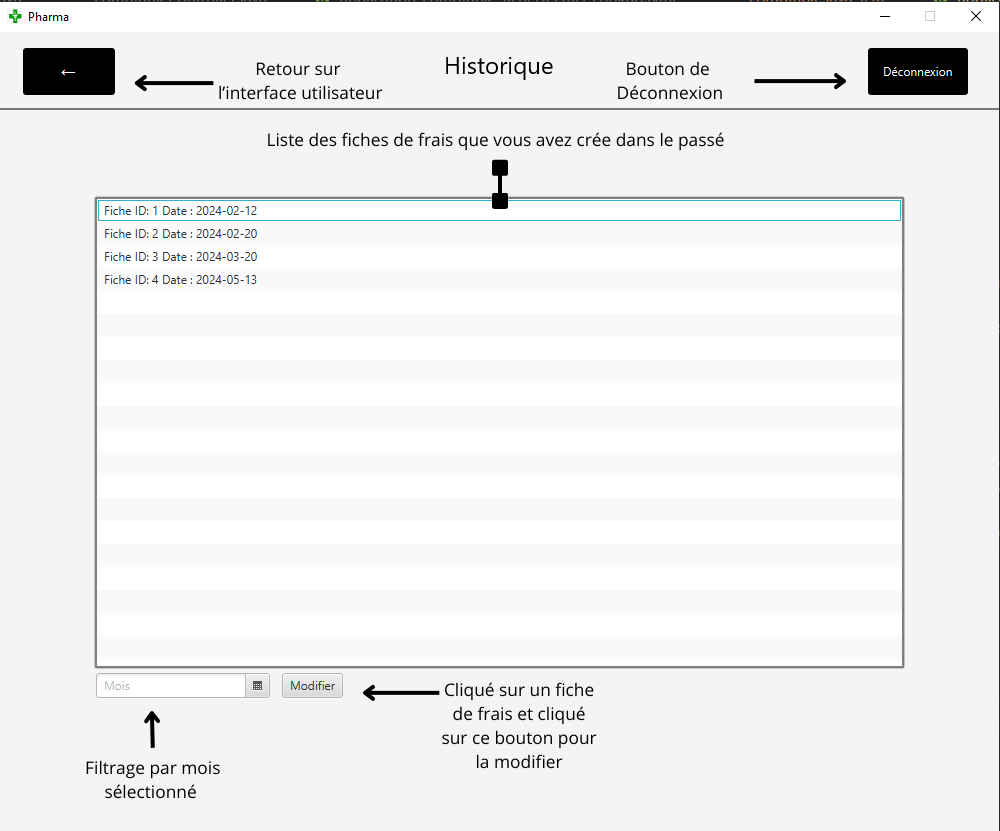 Pharma
←
Retour sur
l'interface utilisateur
Historique
Bouton de
Déconnexion
Déconnexion
Liste des fiches de frais que vous avez crée dans le passé
Fiche ID: 1 Date : 2024-02-12
Fiche ID: 2 Date : 2024-02-20
Fiche ID: 3 Date : 2024-03-20
Fiche ID: 4 Date : 2024-05-13
Mois
Modifier
Cliqué sur un fiche
de frais et cliqué
sur ce bouton pour
la modifier
Filtrage par mois
sélectionné